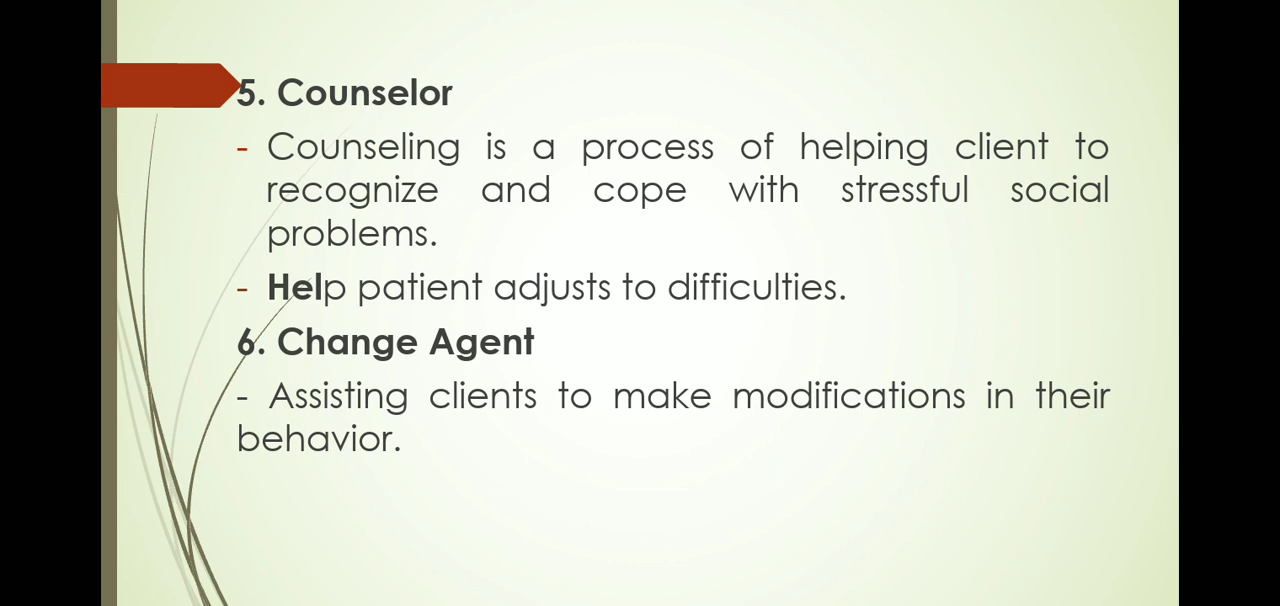 5. Counselor
- Counseling is a process of helping client to
recognize and cope with stressful social
problems.
- Help patient adjusts to difficulties.
6. Change Agent
- Assisting clients to make modifications in their
behavior.